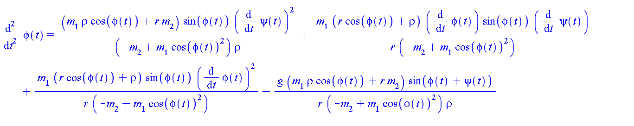 d²/dt² φ(t) = (m₁ ρ cos(φ(t)) + r m₂) sin(φ(t)) (d/dt ψ(t))² / ((m₂ + m₁ cos(φ(t))²) ρ) m₁ (r cos(φ(t)) + ρ) (d/dt φ(t)) sin(φ(t)) (d/dt ψ(t)) / (r (m₂ + m₁ cos(φ(t))²))
+ m₁ (r cos(φ(t)) + ρ) sin(φ(t)) (d/dt φ(t))² / (r (-m₂ + m₁ cos(φ(t))²)) - g (m₁ ρ cos(φ(t)) + r m₂) sin(φ(t) + ψ(t)) / (r (-m₂ + m₁ cos(φ(t))²) ρ)